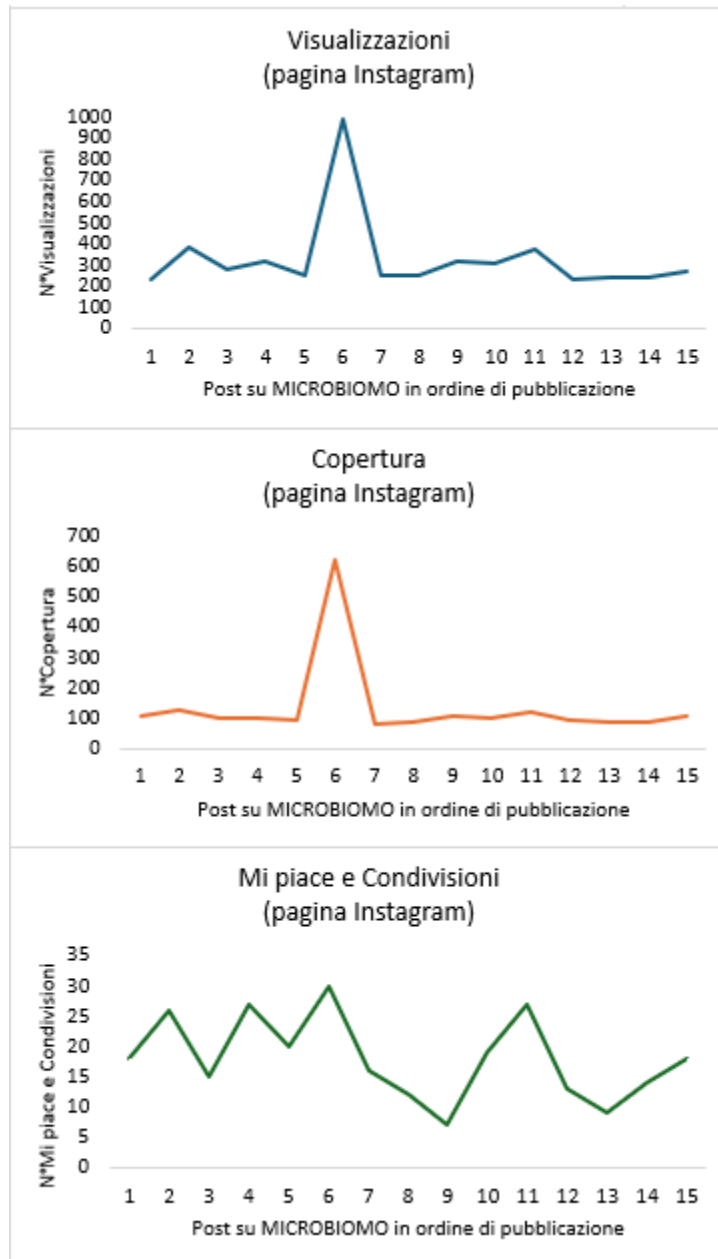 Visualizzazioni
(pagina Instagram)
N°Visualizzazioni
1000
900
800
700
600
500
400
300
200
100
0
1 2 3 4 5 6 7 8 9 10 11 12 13 14 15
Post su MICROBIOMO in ordine di pubblicazione
Copertura
(pagina Instagram)
N°Copertura
700
600
500
400
300
200
100
0
1 2 3 4 5 6 7 8 9 10 11 12 13 14 15
Post su MICROBIOMO in ordine di pubblicazione
Mi piace e Condivisioni
(pagina Instagram)
N°Mi piace e Condivisioni
35
30
25
20
15
10
5
0
1 2 3 4 5 6 7 8 9 10 11 12 13 14 15
Post su MICROBIOMO in ordine di pubblicazione